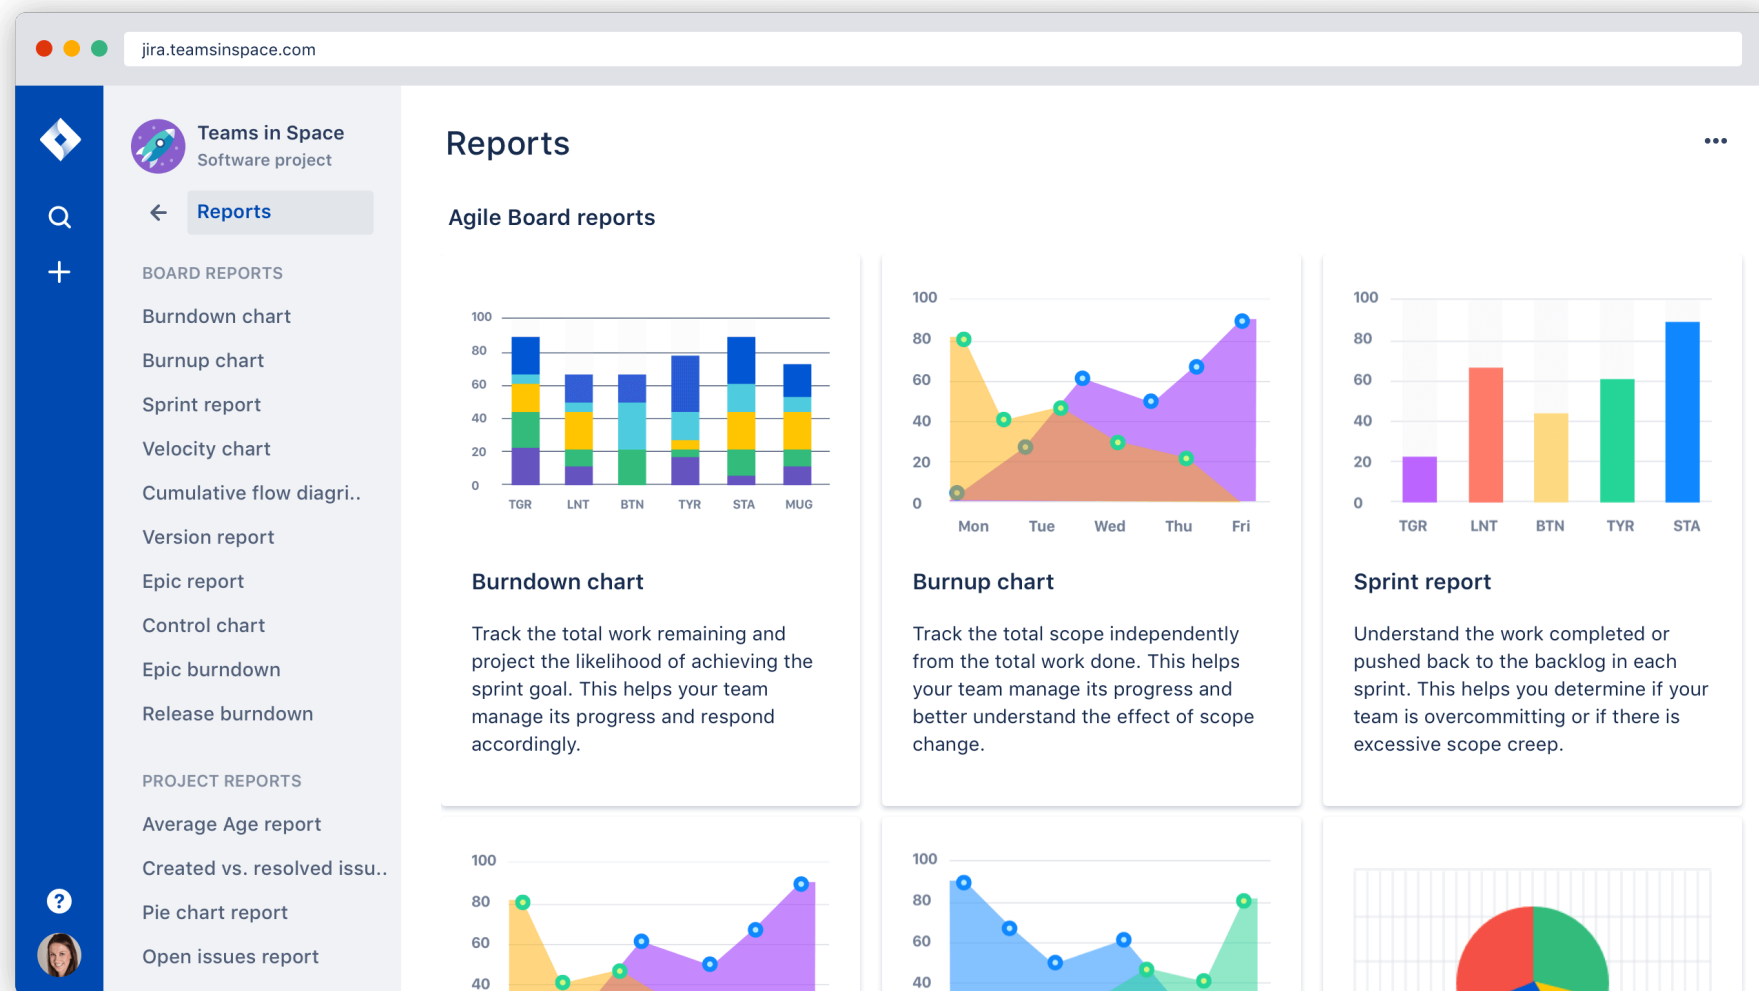 jira.teamsinspace.com
Teams in Space
Software project
Reports
BOARD REPORTS
Burndown chart
Burnup chart
Sprint report
Velocity chart
Cumulative flow diagri..
Version report
Epic report
Control chart
Epic burndown
Release burndown
PROJECT REPORTS
Average Age report
Created vs. resolved issu..
Pie chart report
Open issues report
?
Reports
Agile Board reports
100
80
60
40
20
0
TGR LNT BTN TYR STA MUG
Burndown chart
Track the total work remaining and
project the likelihood of achieving the
sprint goal. This helps your team
manage its progress and respond
accordingly.
100
80
60
40
20
0
Mon Tue Wed Thu Fri
Burnup chart
Track the total scope independently
from the total work done. This helps
your team manage its progress and
better understand the effect of scope
change.
100
80
60
40
20
0
TGR LNT BTN TYR STA
Sprint report
Understand the work completed or
pushed back to the backlog in each
sprint. This helps you determine if your
team is overcommitting or if there is
excessive scope creep.
100
80
60
40
100
80
60
40